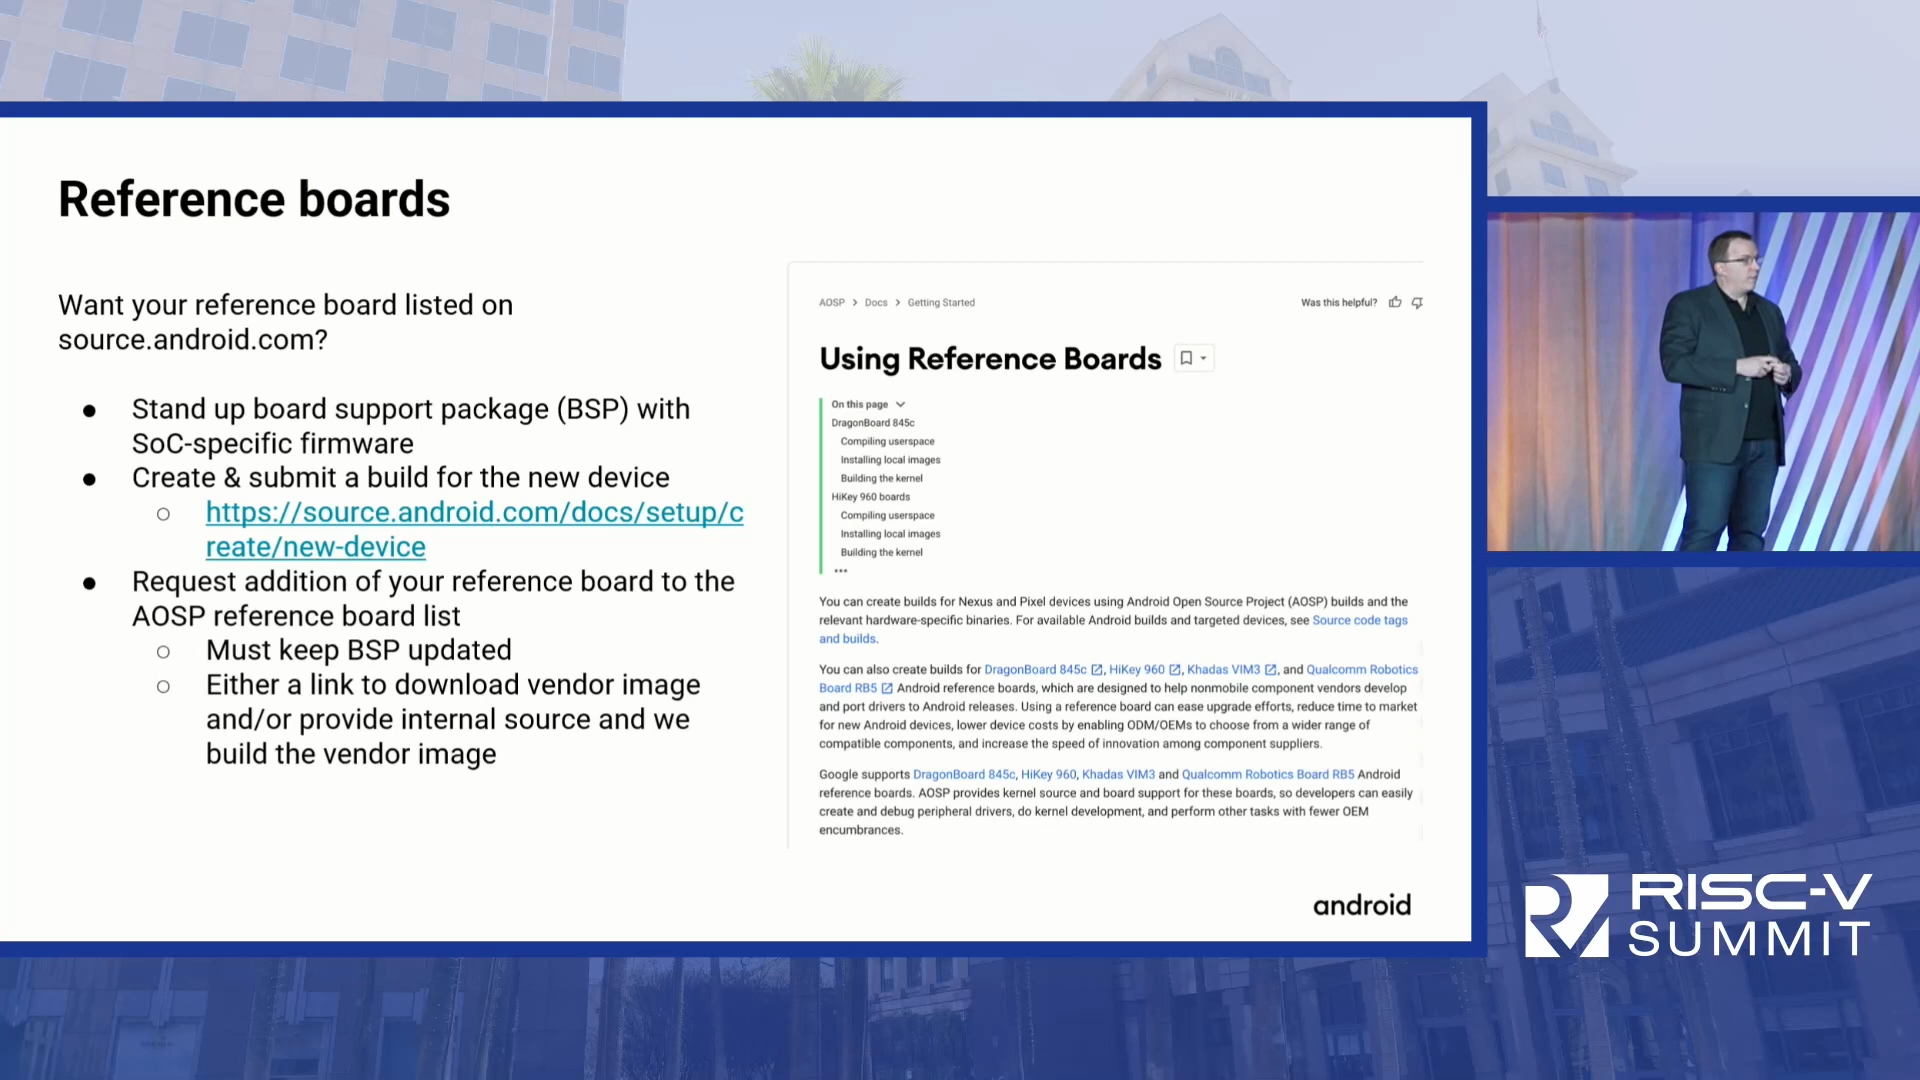 Reference boards
Want your reference board listed on
source.android.com?
● Stand up board support package (BSP) with
SoC-specific firmware
● Create & submit a build for the new device
○ https://source.android.com/docs/setup/c
reate/new-device
● Request addition of your reference board to the
AOSP reference board list
○ Must keep BSP updated
○ Either a link to download vendor image
and/or provide internal source and we
build the vendor image
AOSP > Docs > Getting Started
Was this helpful?
Using Reference Boards
On this page
DragonBoard 845c
Compiling userspace
Installing local images
Building the kernel
HiKey 960 boards
Compiling userspace
Installing local images
Building the kernel
•••
You can create builds for Nexus and Pixel devices using Android Open Source Project (AOSP) builds and the
relevant hardware-specific binaries. For available Android builds and targeted devices, see Source code tags
and builds.
You can also create builds for DragonBoard 845c, HiKey 960, Khadas VIM3, and Qualcomm Robotics
Board RB5 Android reference boards, which are designed to help nonmobile component vendors develop
and port drivers to Android releases. Using a reference board can ease upgrade efforts, reduce time to market
for new Android devices, lower device costs by enabling ODM/OEMs to choose from a wider range of
compatible components, and increase the speed of innovation among component suppliers.
Google supports DragonBoard 845c, HiKey 960, Khadas VIM3 and Qualcomm Robotics Board RB5 Android
reference boards. AOSP provides kernel source and board support for these boards, so developers can easily
create and debug peripheral drivers, do kernel development, and perform other tasks with fewer OEM
encumbrances.
android
RISC-V
SUMMIT